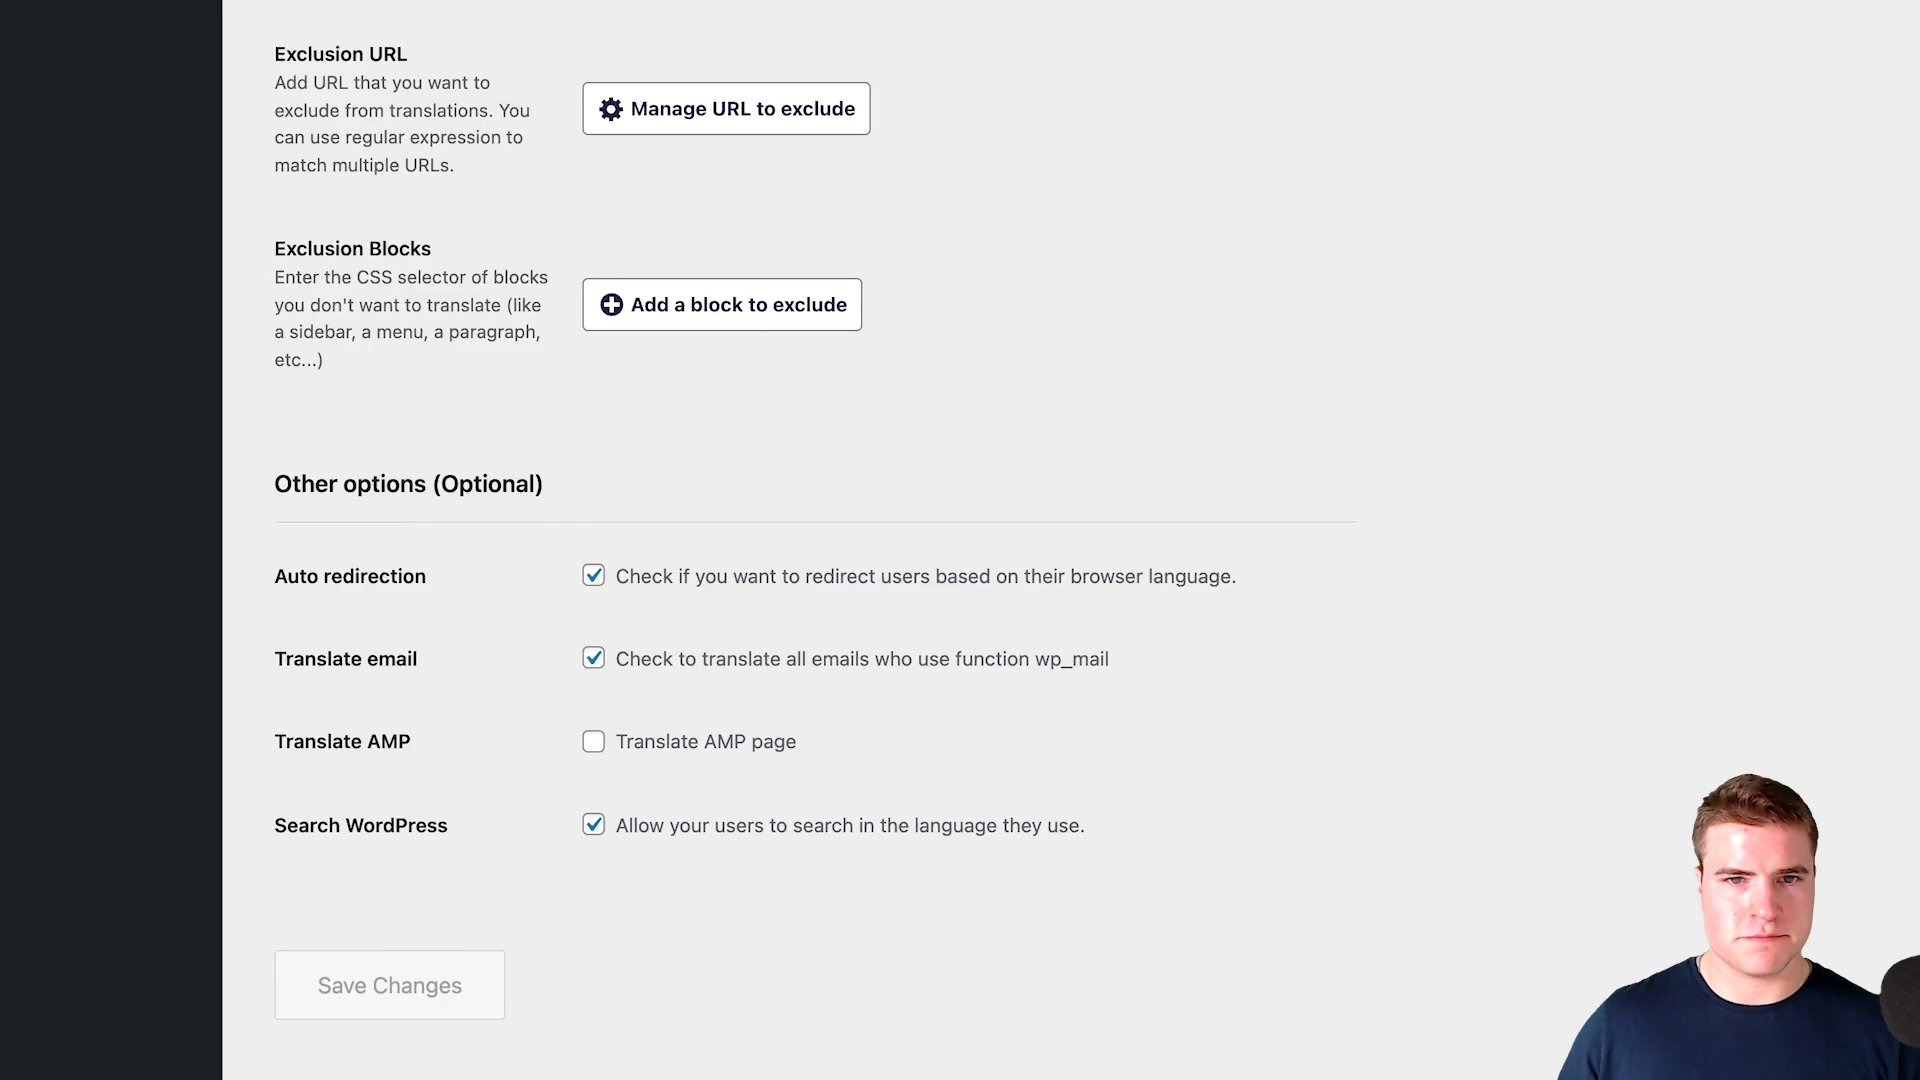 Exclusion URL
Add URL that you want to
exclude from translations. You
can use regular expression to
match multiple URLs.
Manage URL to exclude
Exclusion Blocks
Enter the CSS selector of blocks
you don't want to translate (like
a sidebar, a menu, a paragraph,
etc...)
Add a block to exclude
Other options (Optional)
Auto redirection
Check if you want to redirect users based on their browser language.
Translate email
Check to translate all emails who use function wp_mail
Translate AMP
Translate AMP page
Search WordPress
Allow your users to search in the language they use.
Save Changes